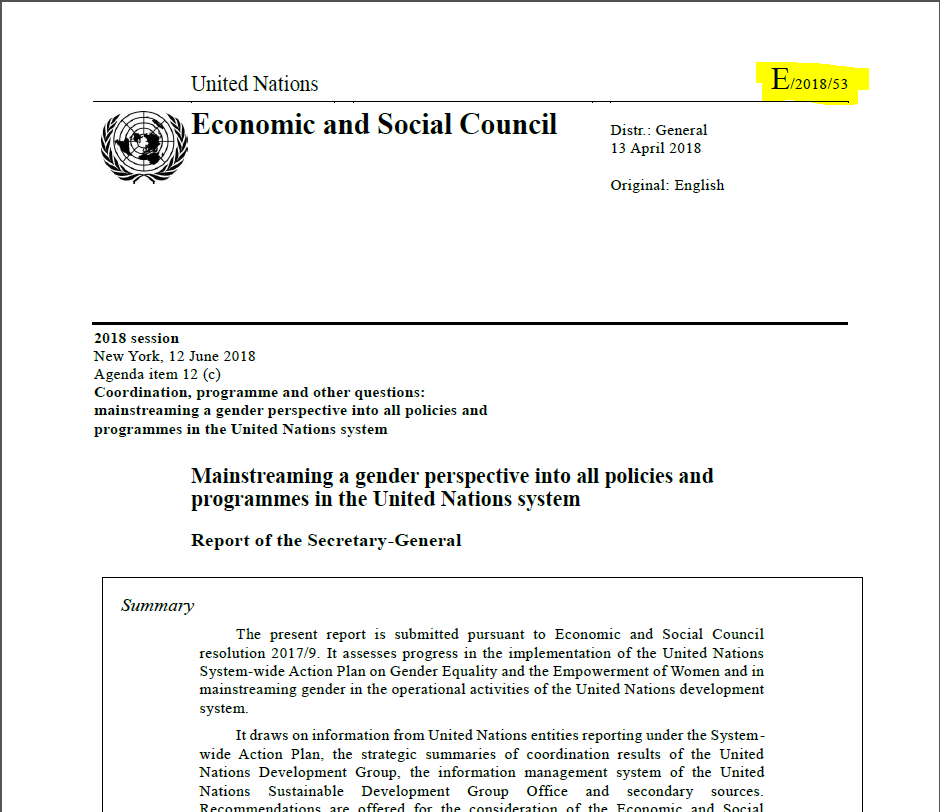 United Nations
E/2018/53
Economic and Social Council
Distr.: General
13 April 2018
Original: English
2018 session
New York, 12 June 2018
Agenda item 12 (c)
Coordination, programme and other questions:
mainstreaming a gender perspective into all policies and
programmes in the United Nations system
Mainstreaming a gender perspective into all policies and
programmes in the United Nations system
Report of the Secretary-General
Summary
The present report is submitted pursuant to Economic and Social Council
resolution 2017/9. It assesses progress in the implementation of the United Nations
System-wide Action Plan on Gender Equality and the Empowerment of Women and in
mainstreaming gender in the operational activities of the United Nations development
system.
It draws on information from United Nations entities reporting under the System-
wide Action Plan, the strategic summaries of coordination results of the United
Nations Development Group, the information management system of the United
Nations Sustainable Development Group Office and secondary sources.
Recommendations are offered for the consideration of the Economic and Social